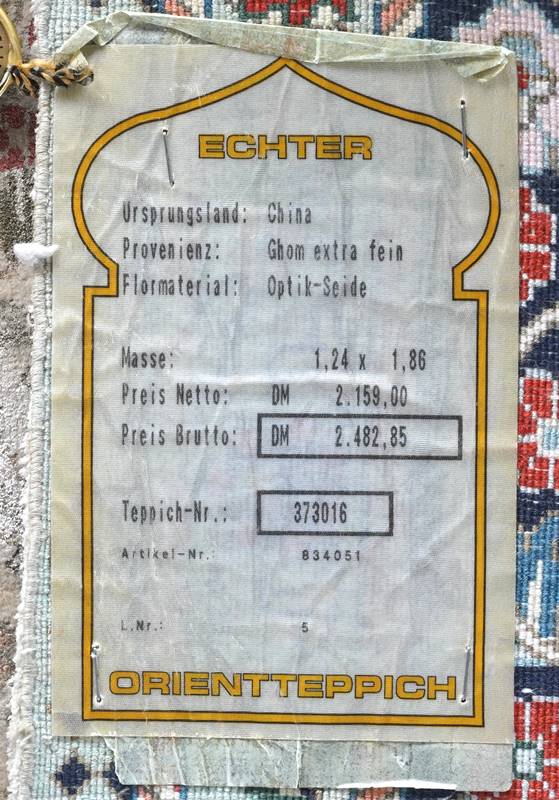 ECHTER
Ursprungsland: China
Provenienz: Ghom extra fein
Flormaterial: Optik-Seide
Masse: 1,24 x 1,86
Preis Netto: DM 2.159,00
Preis Brutto: DM 2.482,85
Teppich-Nr.: 373016
Artikel-Nr.: 834051
L.Nr.: 5
ORIENTTEPPICH